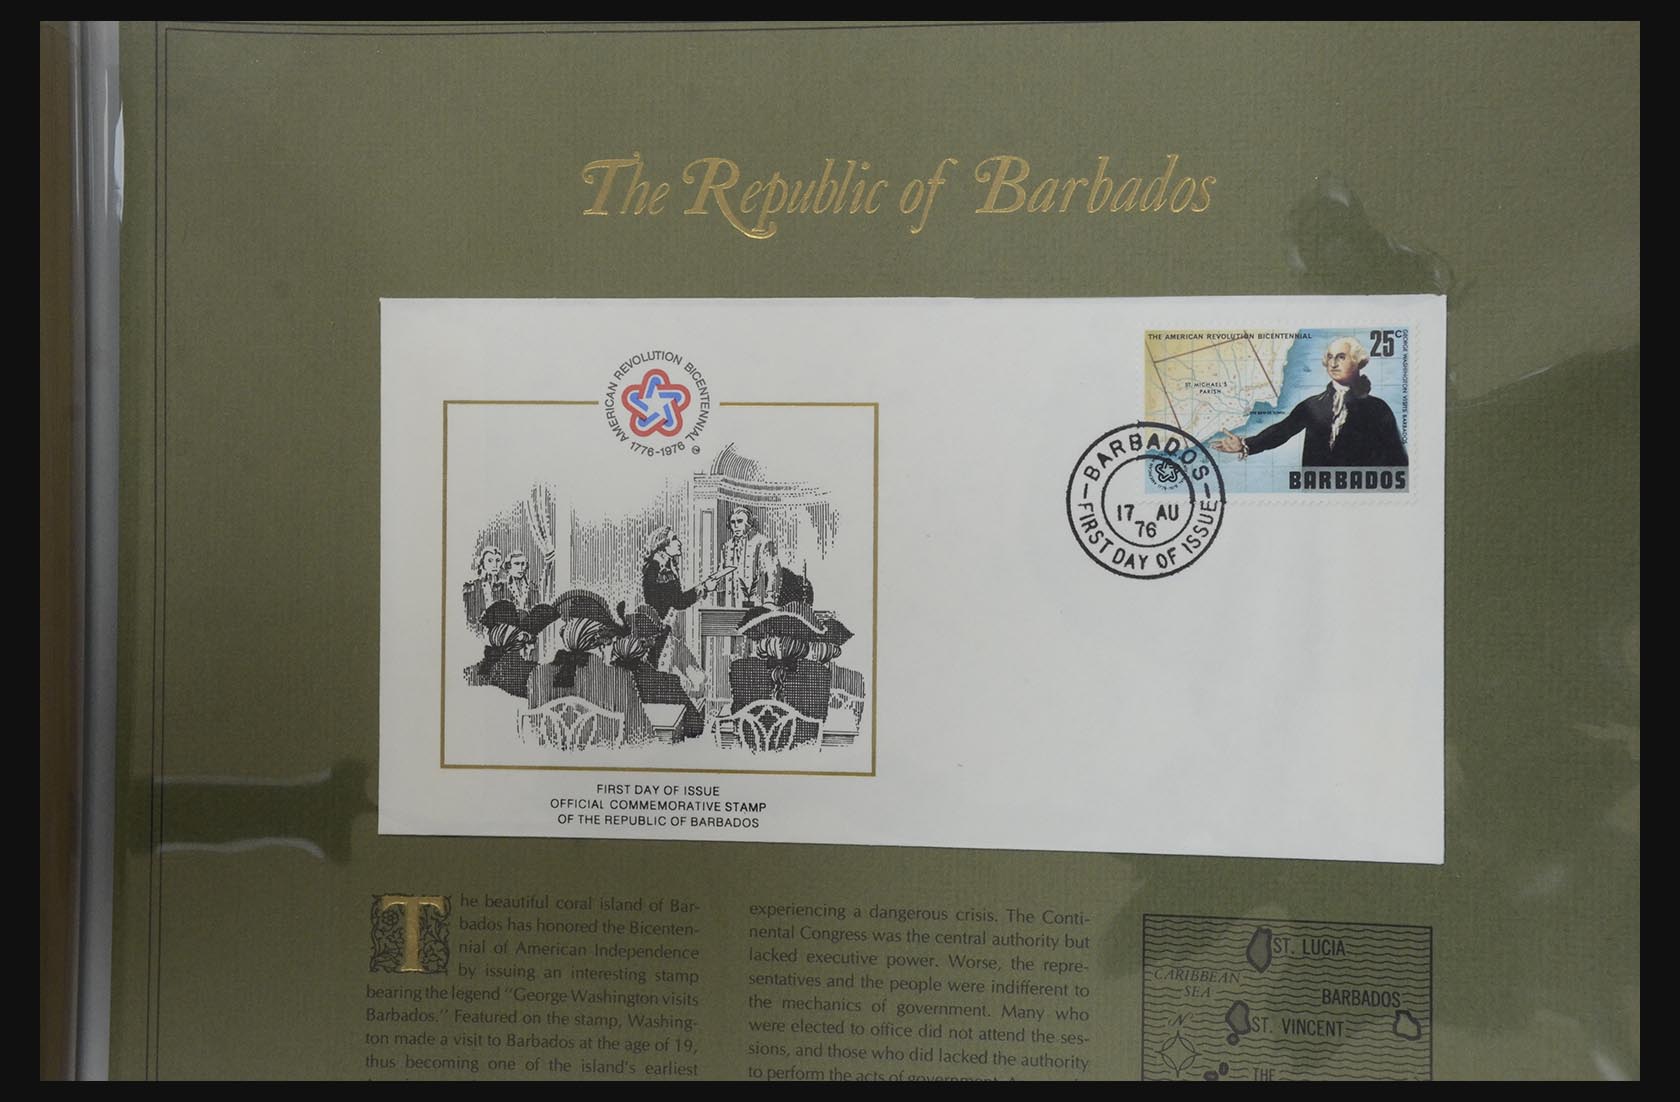 The Republic of Barbados
AMERICAN REVOLUTION BICENTENNIAL
1776-1976
THE AMERICAN REVOLUTION BICENTENNIAL
25c
GEORGE WASHINGTON VISITS BARBADOS
ST. MICHAEL'S
PARISH
BARBADOS
BARBADOS
17 AU
76
FIRST DAY OF ISSUE
FIRST DAY OF ISSUE
OFFICIAL COMMEMORATIVE STAMP
OF THE REPUBLIC OF BARBADOS
The beautiful coral island of Bar-
bados has honored the Bicenten-
nial of American Independence
by issuing an interesting stamp
bearing the legend "George Washington visits
Barbados." Featured on the stamp, Washing-
ton made a visit to Barbados at the age of 19,
thus becoming one of the island's earliest
experiencing a dangerous crisis. The Conti-
nental Congress was the central authority but
lacked executive power. Worse, the repre-
sentatives and the people were indifferent to
the mechanics of government. Many who
were elected to office did not attend the ses-
sions, and those who did lacked the authority
to perform the acts of government.
ST. LUCIA
CARIBBEAN
SEA
BARBADOS
N
ST. VINCENT
THE